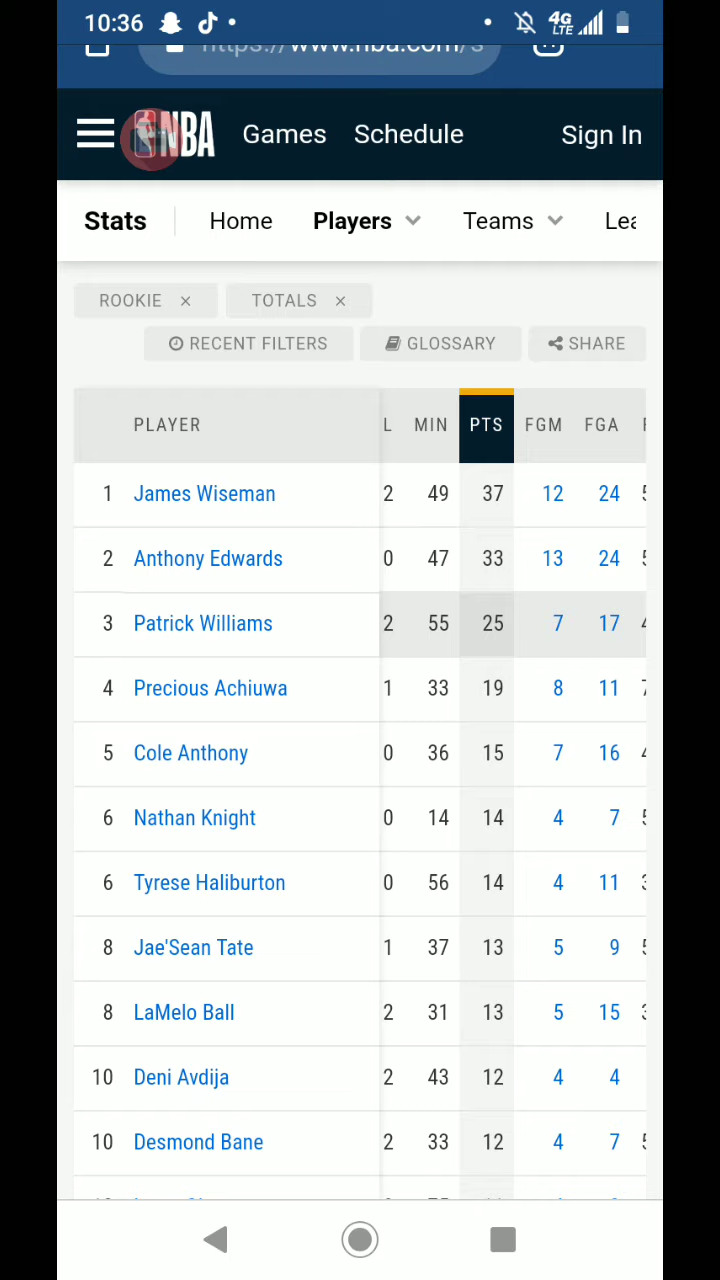 10:36 4G LTE
https://www.nba.com/s
NBA Games Schedule Sign In
Stats Home Players Teams Lea
ROOKIE × TOTALS ×
RECENT FILTERS GLOSSARY SHARE
PLAYER L MIN PTS FGM FGA
1 James Wiseman 2 49 37 12 24
2 Anthony Edwards 0 47 33 13 24
3 Patrick Williams 2 55 25 7 17
4 Precious Achiuwa 1 33 19 8 11
5 Cole Anthony 0 36 15 7 16
6 Nathan Knight 0 14 14 4 7
6 Tyrese Haliburton 0 56 14 4 11
8 Jae'Sean Tate 1 37 13 5 9
8 LaMelo Ball 2 31 13 5 15
10 Deni Avdija 2 43 12 4 4
10 Desmond Bane 2 33 12 4 7